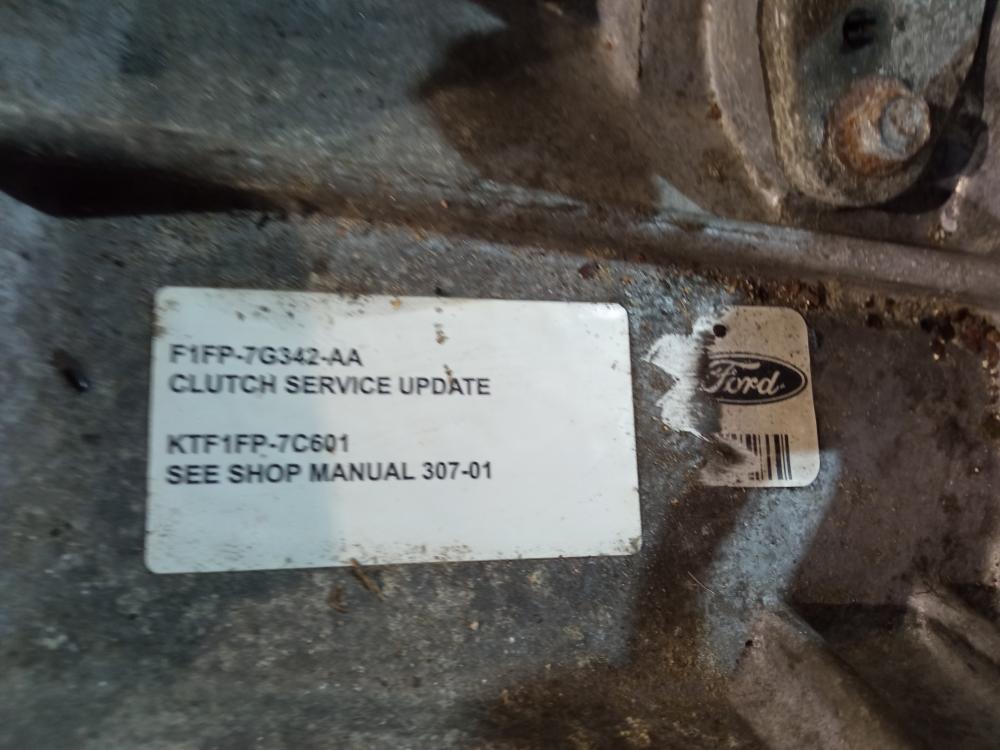 F1FP-7G342-AA
CLUTCH SERVICE UPDATE
KTF1FP-7C601
SEE SHOP MANUAL 307-01
Ford